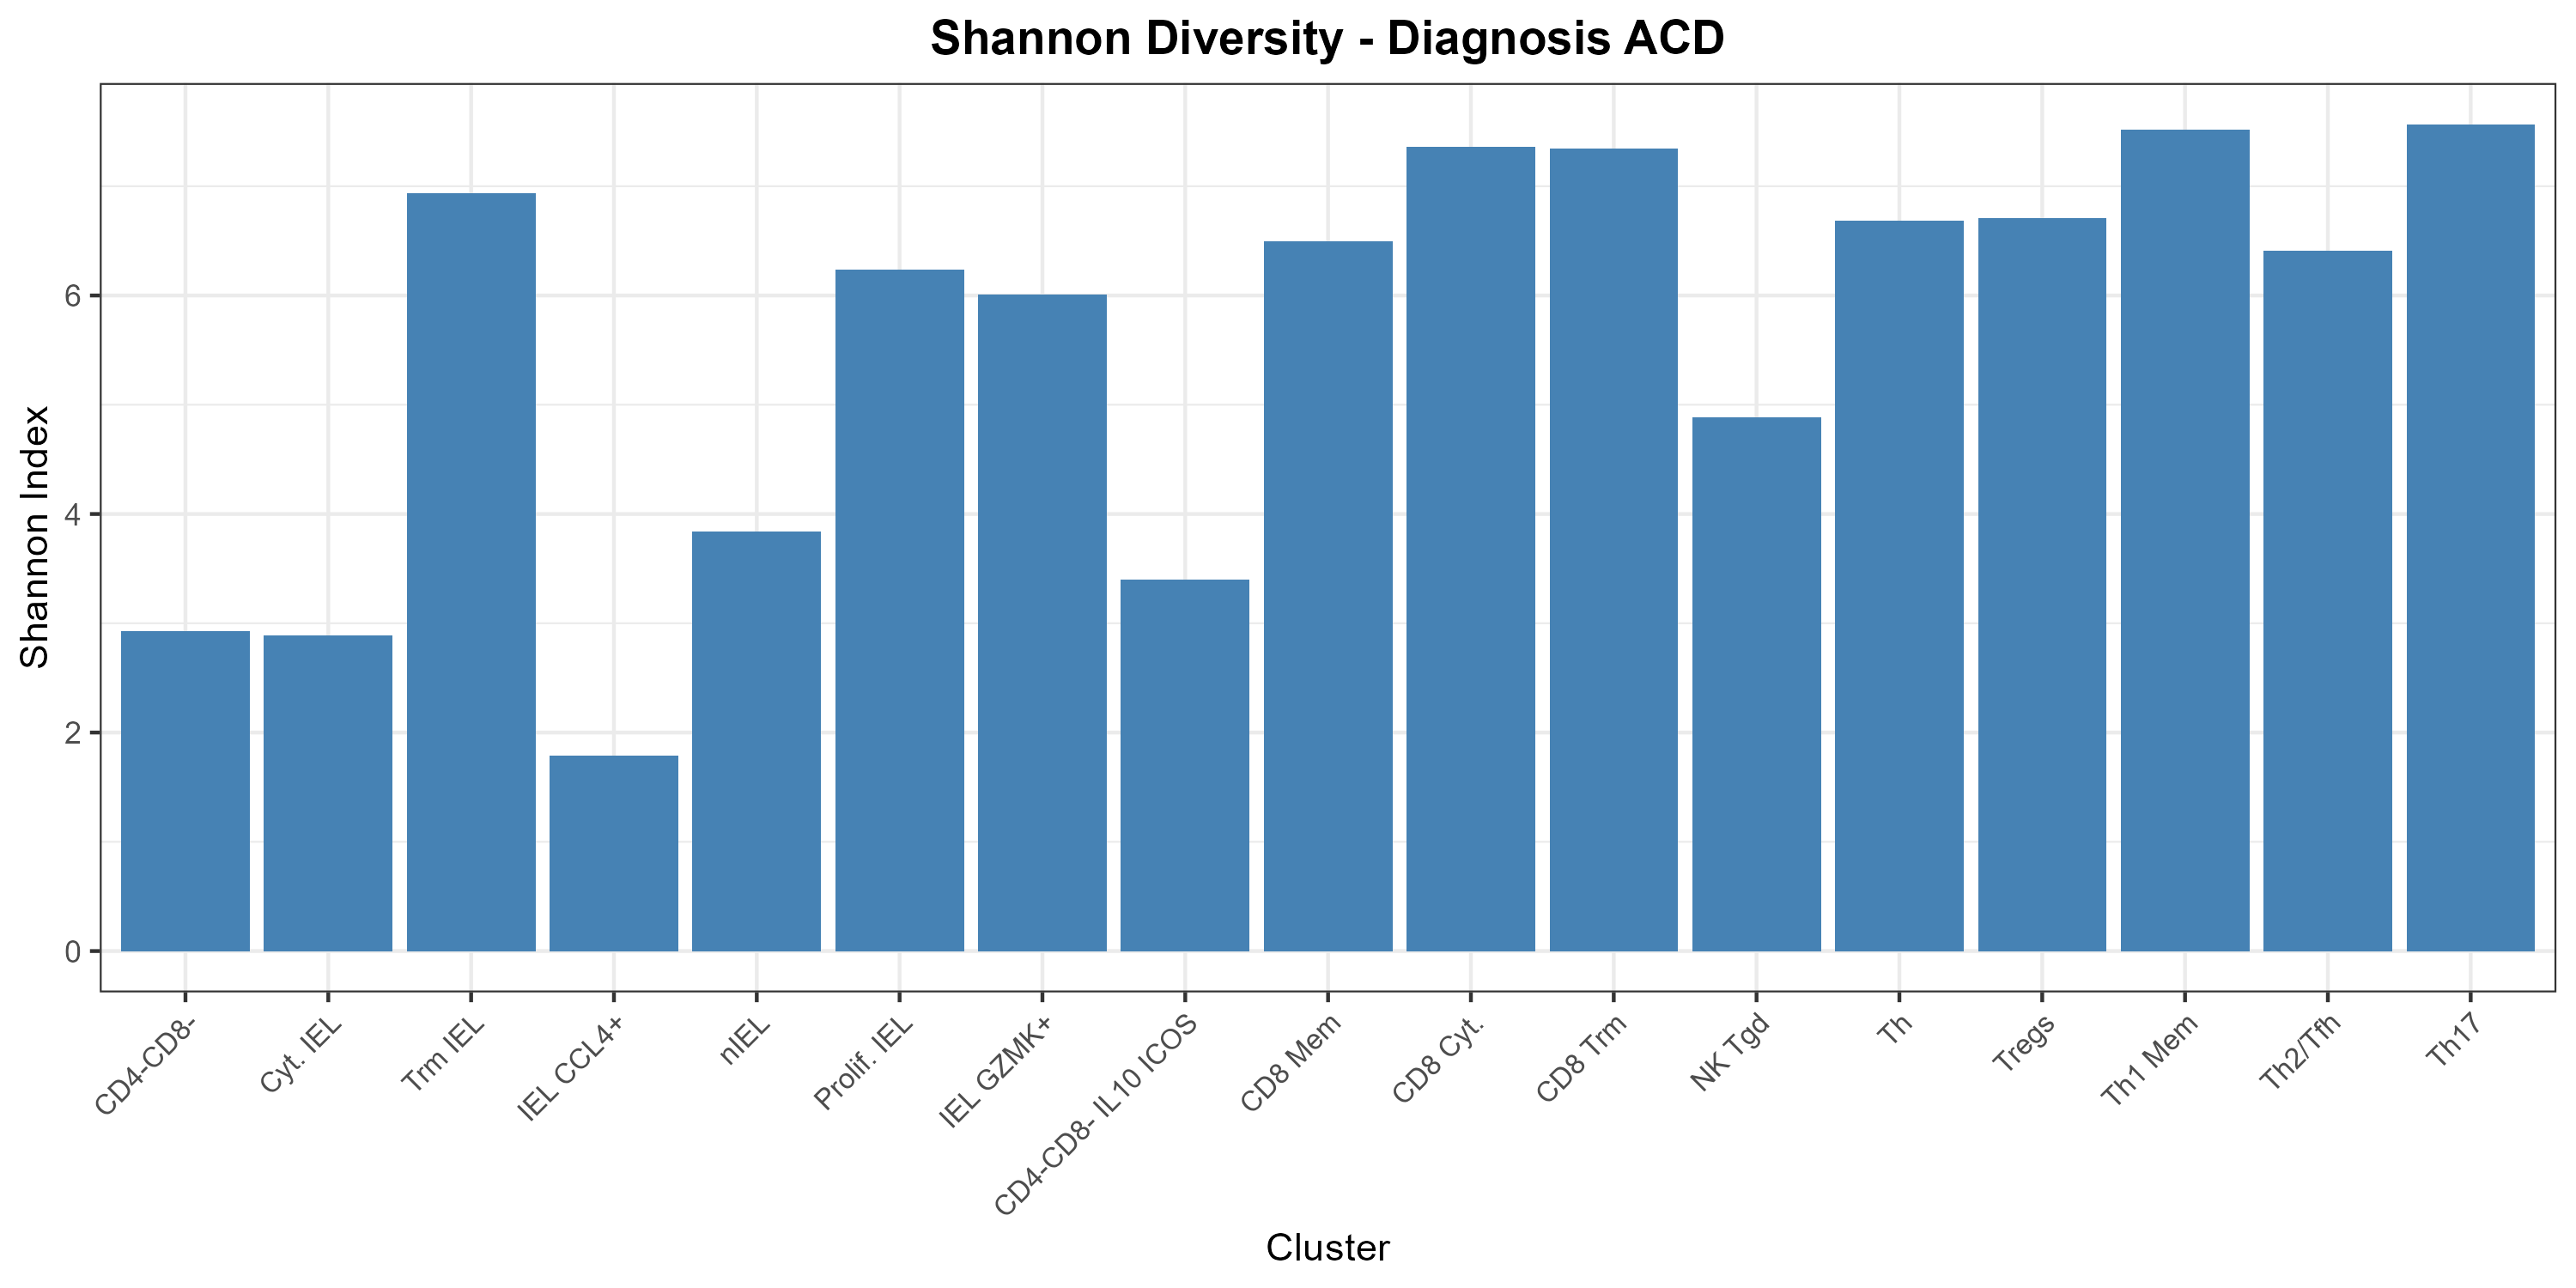 Shannon Diversity - Diagnosis ACD
Shannon Index
6
4
2
0
CD4-CD8-
Cyt. IEL
Trm IEL
IEL CCL4+
nIEL
Prolif. IEL
IEL GZMK+
CD4-CD8- IL10 ICOS
CD8 Mem
CD8 Cyt.
CD8 Trm
NK Tgd
Th
Tregs
Th1 Mem
Th2/Tfh
Th17
Cluster